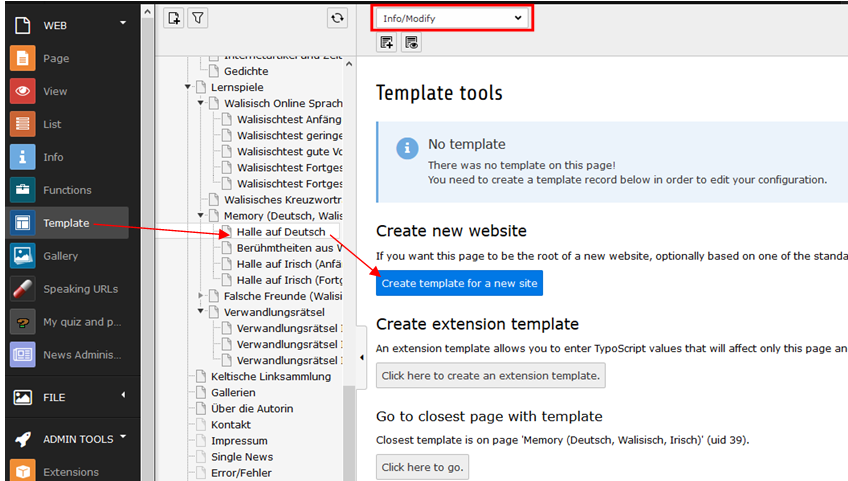 WEB
Page
View
List
Info
Functions
Template
Gallery
Speaking URLs
My quiz and p...
News Adminis...
FILE
ADMIN TOOLS
Extensions
Internetartikel und Zeit
Gedichte
Lernspiele
Walisisch Online Sprach
Walisischtest Anfäng
Walisischtest geringe
Walisischtest gute Vo
Walisischtest Fortges
Walisischtest Fortges
Walisisches Kreuzwortr
Memory (Deutsch, Walis
Halle auf Deutsch
Berühmtheiten aus W
Halle auf Irisch (Anfä
Halle auf Irisch (Fortg
Falsche Freunde (Walisi
Verwandlungsrätsel
Verwandlungsrätsel I
Verwandlungsrätsel I
Verwandlungsrätsel I
Keltische Linksammlung
Gallerien
Über die Autorin
Kontakt
Impressum
Single News
Error/Fehler
Info/Modify
Template tools
No template
There was no template on this page!
You need to create a template record below in order to edit your configuration.
Create new website
If you want this page to be the root of a new website, optionally based on one of the standa
Create template for a new site
Create extension template
An extension template allows you to enter TypoScript values that will affect only this page an
Click here to create an extension template.
Go to closest page with template
Closest template is on page 'Memory (Deutsch, Walisisch, Irisch)' (uid 39).
Click here to go.